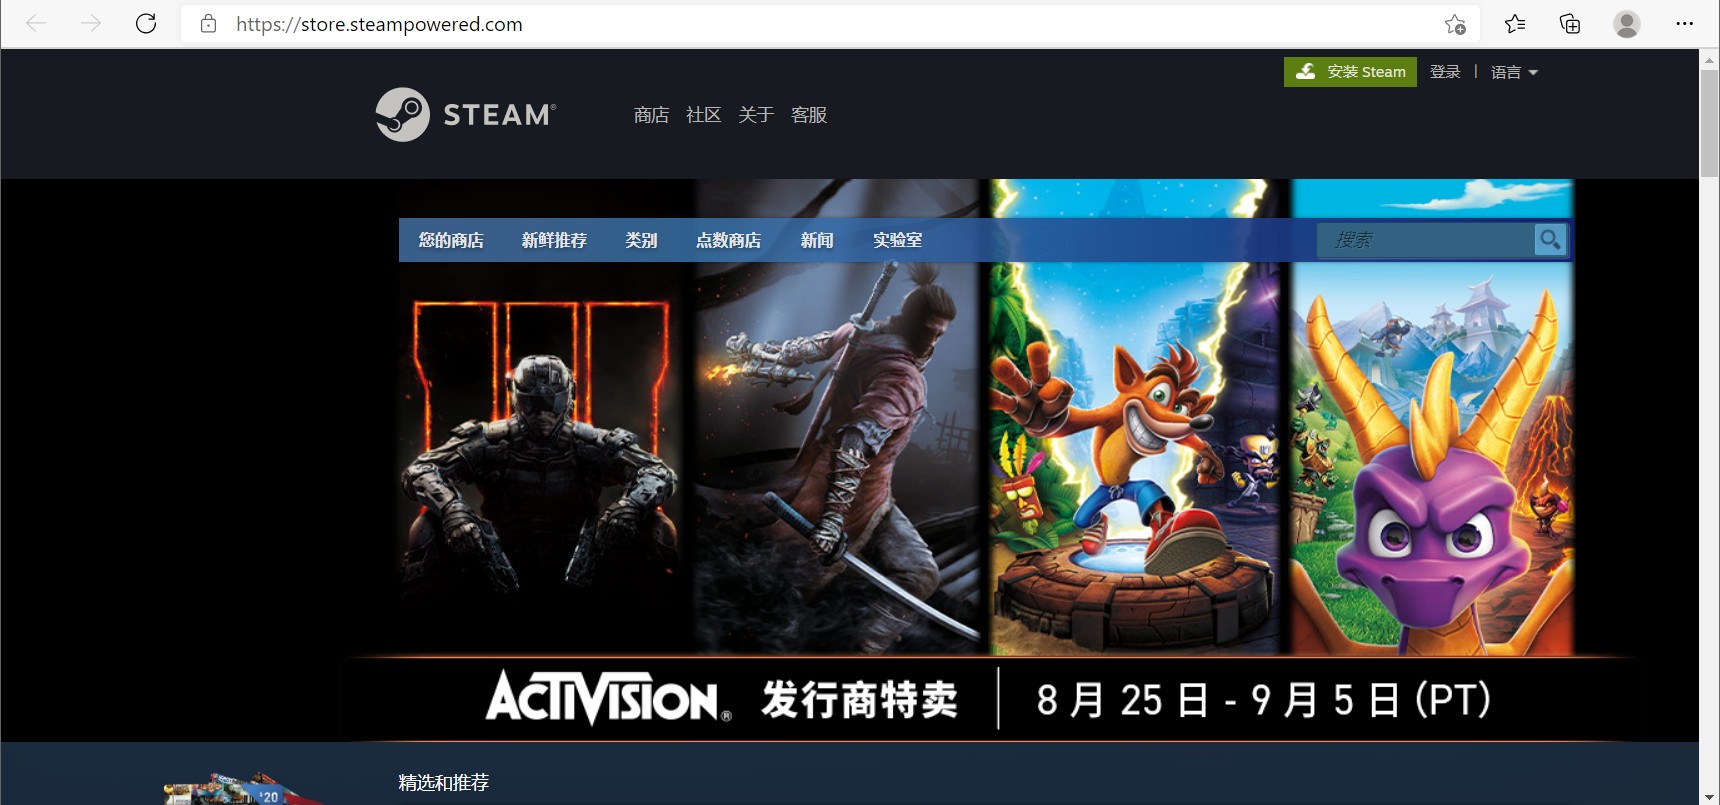 https://store.steampowered.com
安装 Steam 登录 | 语言
STEAM®
商店 社区 关于 客服
您的商店 新鲜推荐 类别 点数商店 新闻 实验室 搜索
ACTIVISION® 发行商特卖 | 8 月 25 日 - 9 月 5 日 (PT)
精选和推荐
$20